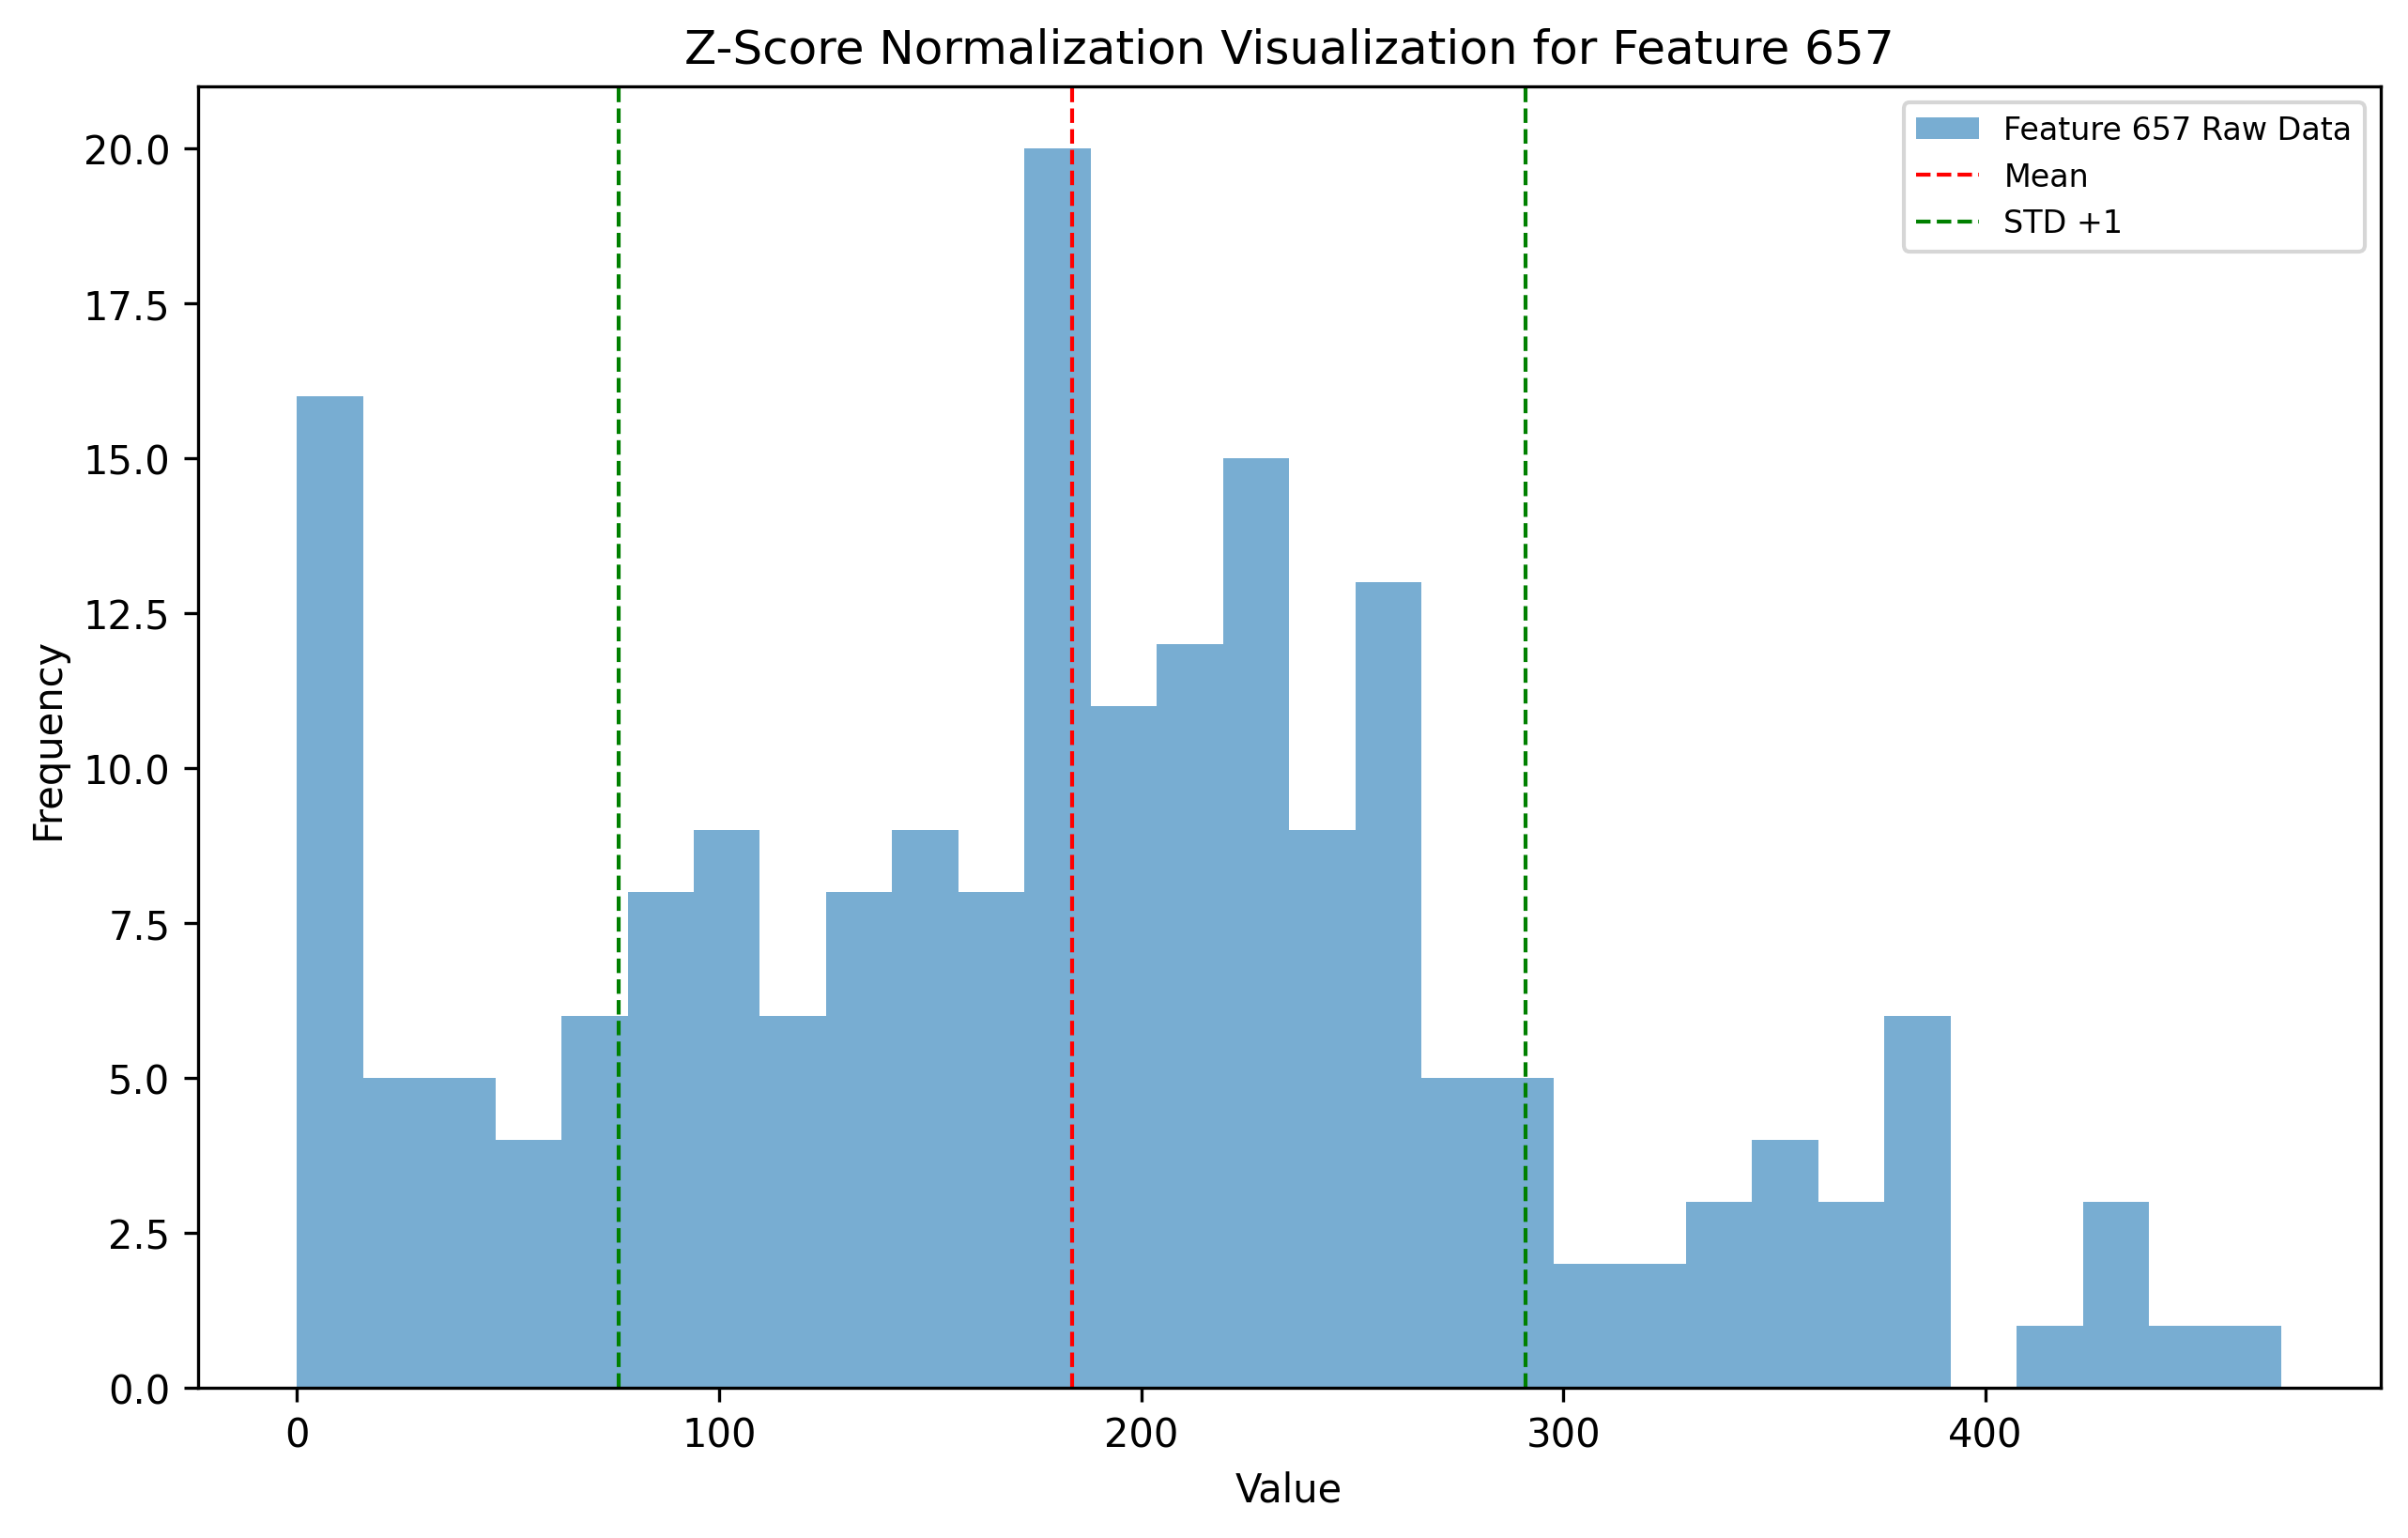 Z-Score Normalization Visualization for Feature 657
Feature 657 Raw Data
Mean
STD +1
20.0
17.5
15.0
12.5
10.0
7.5
5.0
2.5
0.0
Frequency
0 100 200 300 400
Value